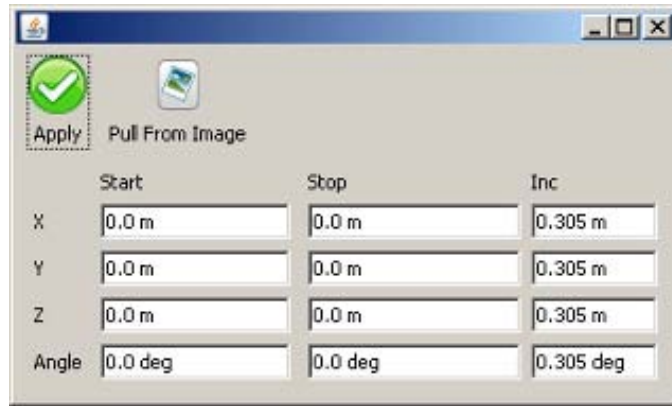 Apply Pull From Image
Start Stop Inc
X 0.0 m 0.0 m 0.305 m
Y 0.0 m 0.0 m 0.305 m
Z 0.0 m 0.0 m 0.305 m
Angle 0.0 deg 0.0 deg 0.305 deg